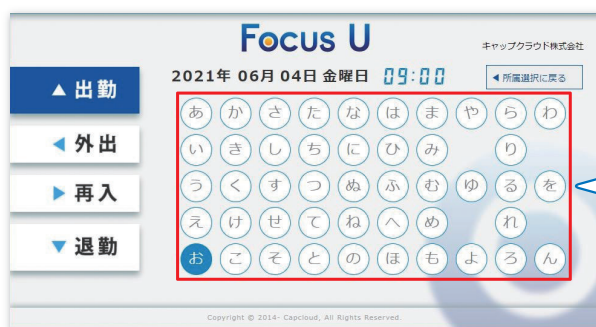 Focus U
キャップクラウド株式会社
2021年 06月 04日 金曜日 09:00
◀ 所属選択に戻る
▲ 出勤
◀ 外出
▶ 再入
▼ 退勤
あ か さ た な は ま や ら わ
い き し ち に ひ み り
う く す つ ぬ ふ む ゆ る を
え け せ て ね へ め れ
お こ そ と の ほ も よ ろ ん
Copyright © 2014- Capcloud, All Rights Reserved.